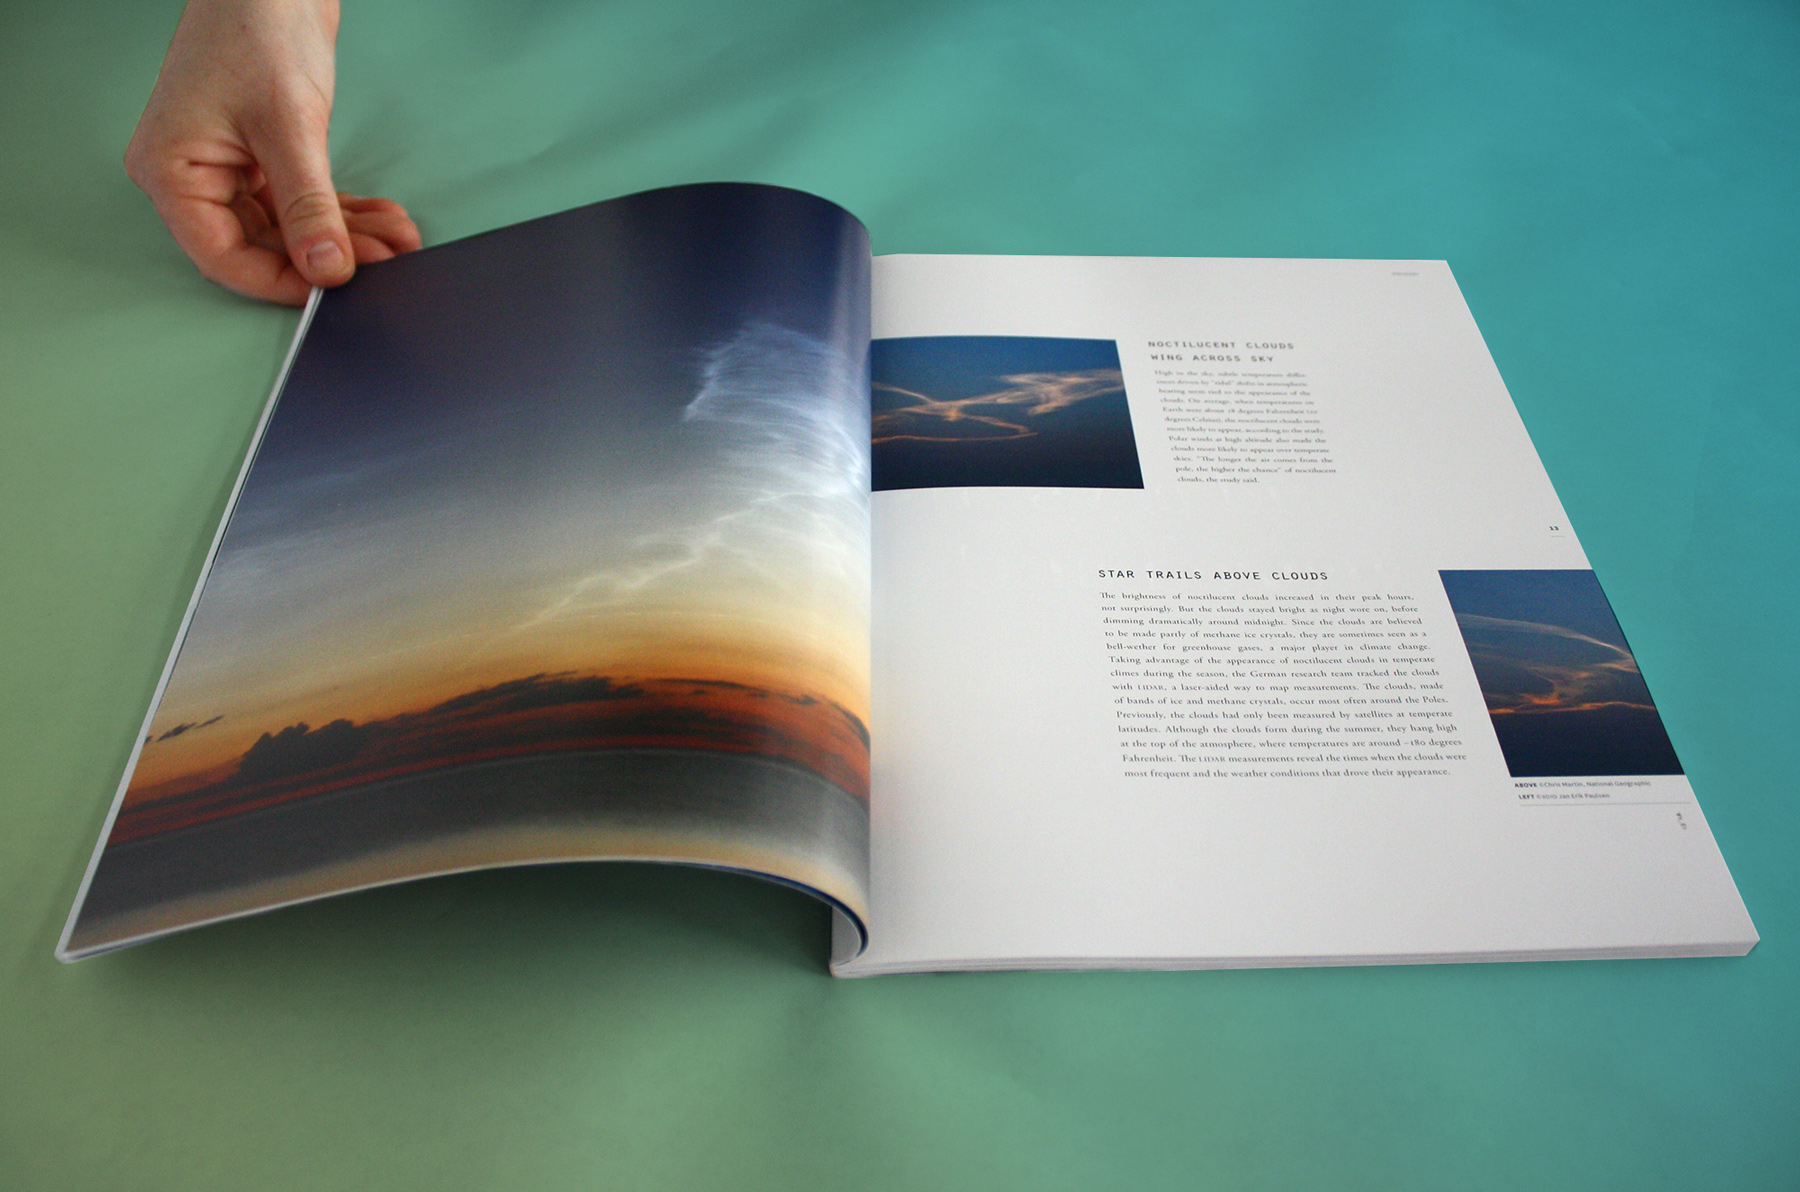 NOCTILUCENT CLOUDS
WING ACROSS SKY
High in the sky, subtle temperature differ-
ences driven by "tidal" shifts in atmospheric
heating seem tied to the appearance of the
clouds. On average, when temperatures on
Earth were about 18 degrees Fahrenheit (10
degrees Celsius), the noctilucent clouds were
most likely to appear, according to the study.
Polar winds at high altitude also made the
clouds more likely to appear over temperate
skies. "The longer the air comes from the
pole, the higher the chance" of noctilucent
clouds, the study said.
13
STAR TRAILS ABOVE CLOUDS
The brightness of noctilucent clouds increased in their peak hours,
not surprisingly. But the clouds stayed bright as night wore on, before
dimming dramatically around midnight. Since the clouds are believed
to be made partly of methane ice crystals, they are sometimes seen as a
bell-wether for greenhouse gases, a major player in climate change.
Taking advantage of the appearance of noctilucent clouds in temperate
climes during the season, the German research team tracked the clouds
with LIDAR, a laser-aided way to map measurements. The clouds, made
of bands of ice and methane crystals, occur most often around the Poles.
Previously, the clouds had only been measured by satellites at temperate
latitudes. Although the clouds form during the summer, they hang high
at the top of the atmosphere, where temperatures are around –180 degrees
Fahrenheit. The LIDAR measurements reveal the times when the clouds were
most frequent and the weather conditions that drove their appearance.
ABOVE ©Chris Martin, National Geographic
LEFT ©2010 Jan Erik Paulsen